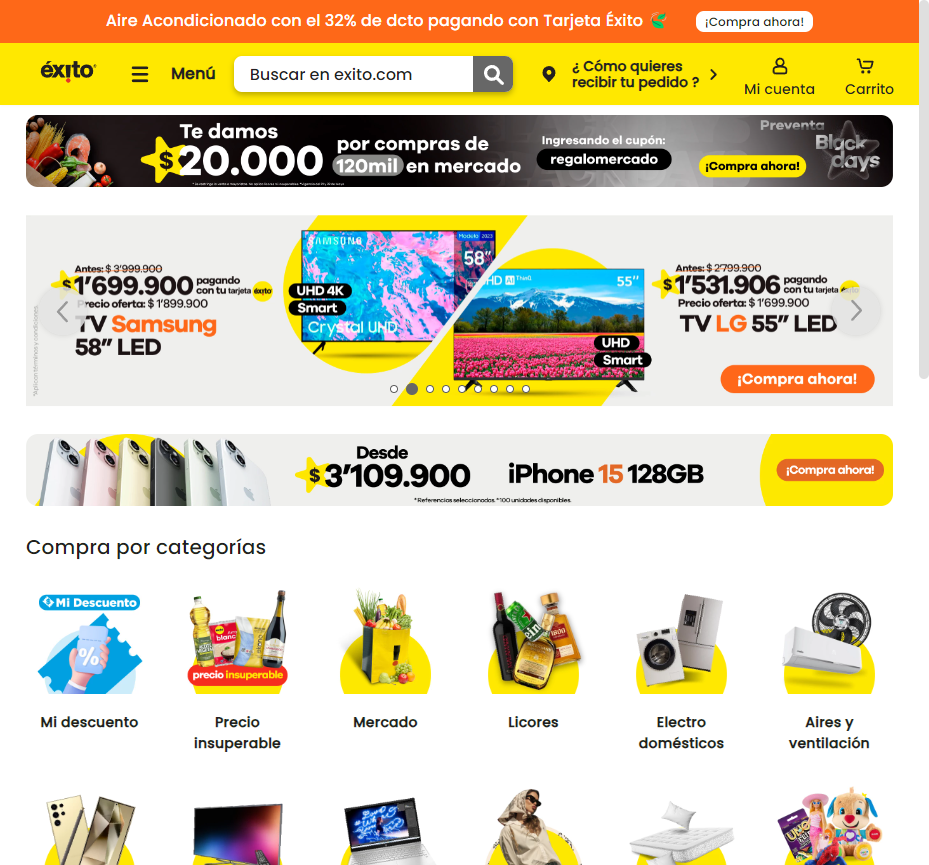 Aire Acondicionado con el 32% de dcto pagando con Tarjeta Éxito
¡Compra ahora!
éxito
Menú
Buscar en exito.com
¿ Cómo quieres
recibir tu pedido ?
Mi cuenta
Carrito
Te damos
$20.000
por compras de
120mil en mercado
Ingresando el cupón:
regalomercado
Preventa
Black
days
¡Compra ahora!
Antes: $ 3'999.900
$1'699.900 pagando
con tu tarjeta éxito
Precio oferta: $ 1'899.900
TV Samsung
58” LED
SAMSUNG
Modelo 2023
58”
UHD 4K
Smart
Crystal UHD
UHD AI ThinQ
55”
UHD
Smart
Antes: $ 2'799.900
$1'531.906 pagando
con tu tarjeta
Precio oferta: $ 1'699.900
TV LG 55” LED
¡Compra ahora!
Desde
$3'109.900
iPhone 15 128GB
*Referencias seleccionadas. *100 unidades disponibles.
¡Compra ahora!
Compra por categorías
Mi Descuento
%
precio insuperable
Mi descuento
Precio
insuperable
Mercado
Licores
Electro
domésticos
Aires y
ventilación
UNO